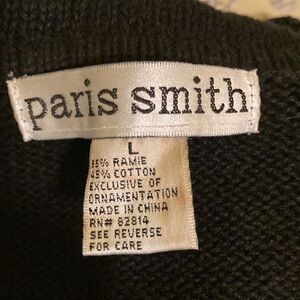 paris smith
L
55% RAMIE
45% COTTON
EXCLUSIVE OF
ORNAMENTATION
MADE IN CHINA
RN# 82814
SEE REVERSE
FOR CARE